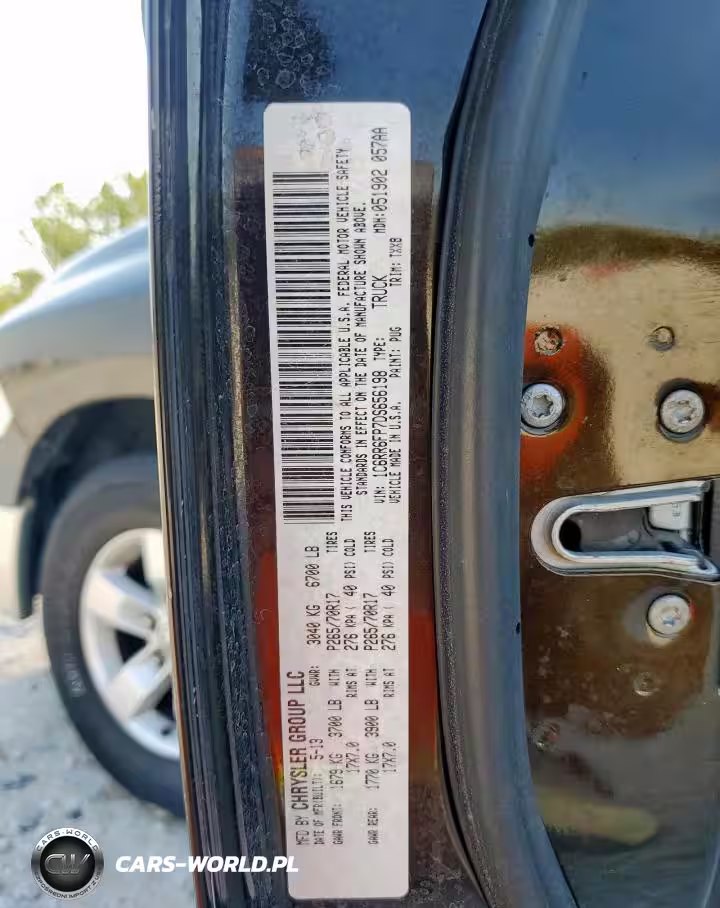 MFD BY CHRYSLER GROUP LLC
DATE OF MFR(BUILT): 5-13 GVWR: 3040 KG 6700 LB
GAWR FRONT: 1679 KG 3700 LB WITH P265/70R17 TIRES
17X7.0 RIMS AT 276 KPA ( 40 PSI) COLD
GAWR REAR: 1770 KG 3900 LB WITH P265/70R17 TIRES
17X7.0 RIMS AT 276 KPA ( 40 PSI) COLD
THIS VEHICLE CONFORMS TO ALL APPLICABLE U.S.A. FEDERAL MOTOR VEHICLE SAFETY
STANDARDS IN EFFECT ON THE DATE OF MANUFACTURE SHOWN ABOVE.
VIN: 1C6RR6FP7DS656198 TYPE: TRUCK MDH: 051902 057AA
VEHICLE MADE IN U.S.A. PAINT: PUG TRIM: TXX8
CARS-WORLD
CW
CARS-WORLD.PL